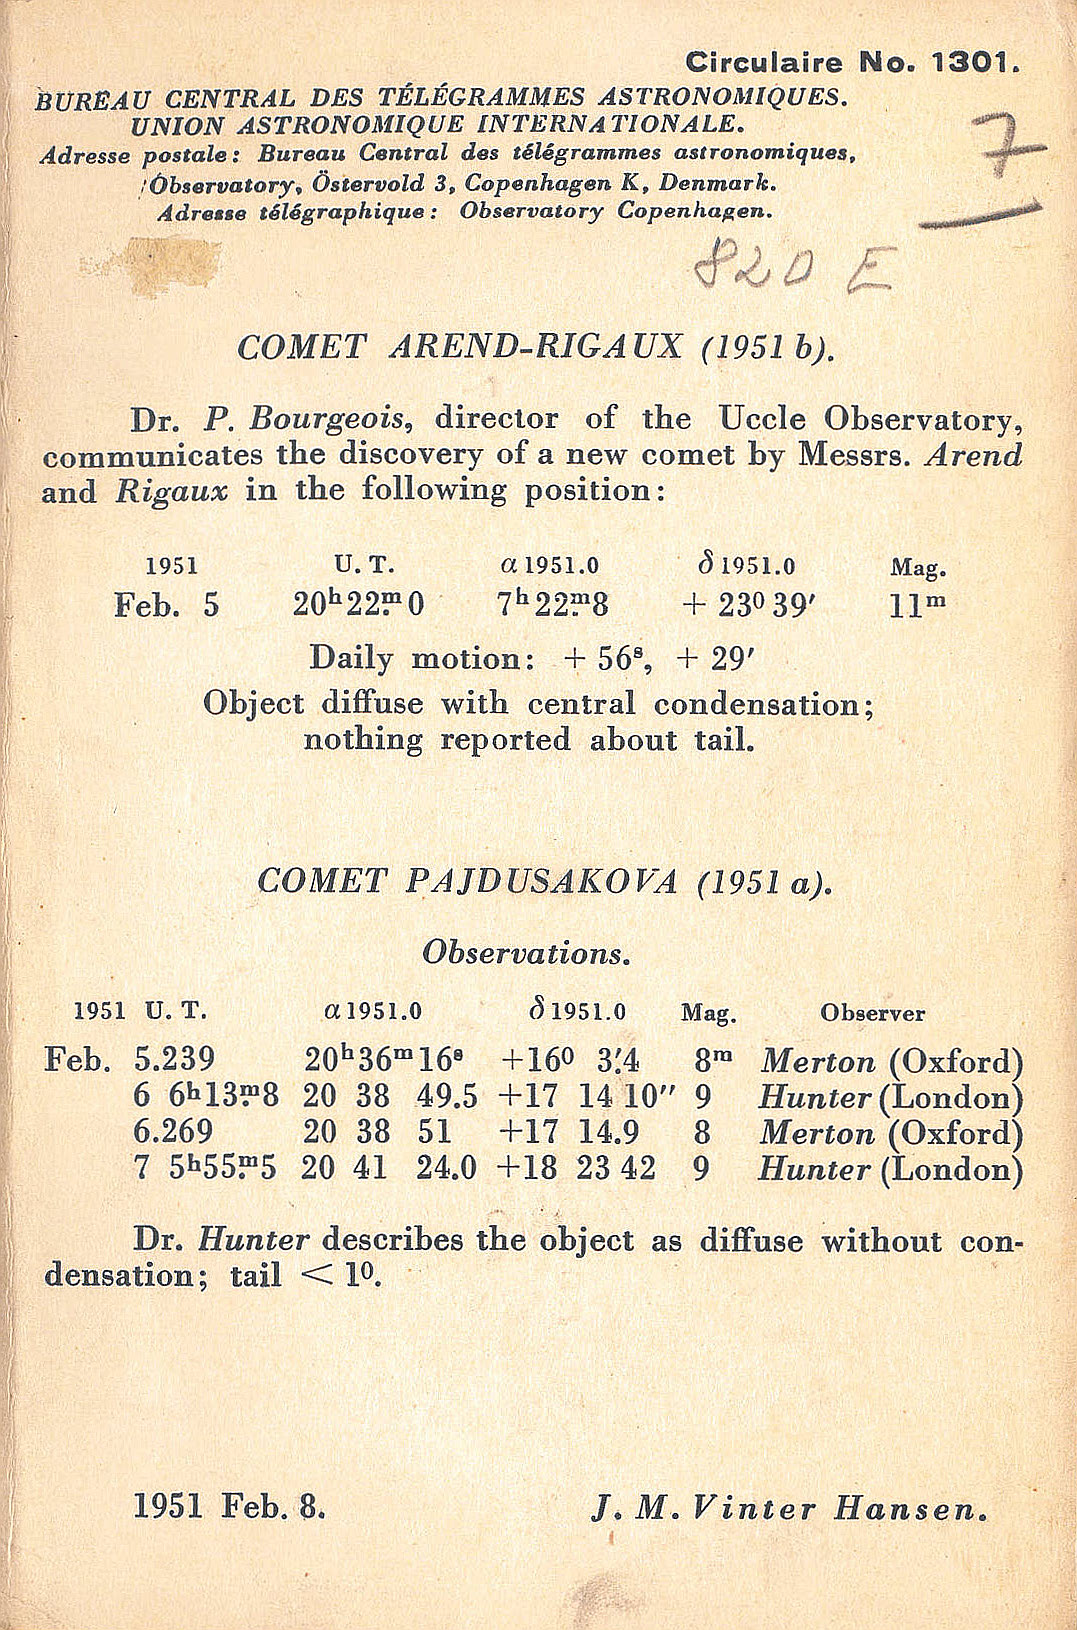 Circulaire No. 1301.
BUREAU CENTRAL DES TÉLÉGRAMMES ASTRONOMIQUES.
UNION ASTRONOMIQUE INTERNATIONALE.
Adresse postale: Bureau Central des télégrammes astronomiques,
Observatory, Östervold 3, Copenhagen K, Denmark.
Adresse télégraphique: Observatory Copenhagen.
7
820 E
COMET AREND-RIGAUX (1951 b).
Dr. P. Bourgeois, director of the Uccle Observatory,
communicates the discovery of a new comet by Messrs. Arend
and Rigaux in the following position:
1951 U. T. α 1951.0 δ 1951.0 Mag.
Feb. 5 20ʰ22ᵐ.0 7ʰ22ᵐ.8 + 23º 39′ 11ᵐ
Daily motion: + 56ˢ, + 29′
Object diffuse with central condensation;
nothing reported about tail.
COMET PAJDUSAKOVA (1951 a).
Observations.
1951 U. T. α 1951.0 δ 1951.0 Mag. Observer
Feb. 5.239 20ʰ36ᵐ16ˢ +16º 3′.4 8ᵐ Merton (Oxford)
6 6ʰ13ᵐ.8 20 38 49.5 +17 14 10″ 9 Hunter (London)
6.269 20 38 51 +17 14.9 8 Merton (Oxford)
7 5ʰ55ᵐ.5 20 41 24.0 +18 23 42 9 Hunter (London)
Dr. Hunter describes the object as diffuse without con-
densation; tail < 1º.
1951 Feb. 8. J. M. Vinter Hansen.